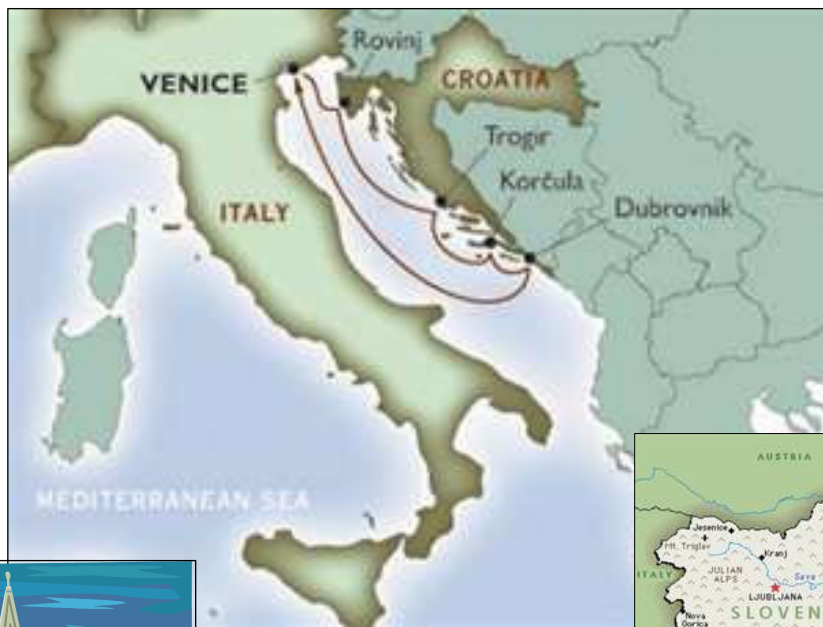 Rovinj
VENICE
CROATIA
Trogir
Korčula
ITALY
Dubrovnik
MEDITERRANEAN SEA
AUSTRIA
Jesenice
Mt. Triglav
Kranj
ITALY
JULIAN
ALPS
Sava
LJUBLJANA
SLOVEN
Nova
Gorica